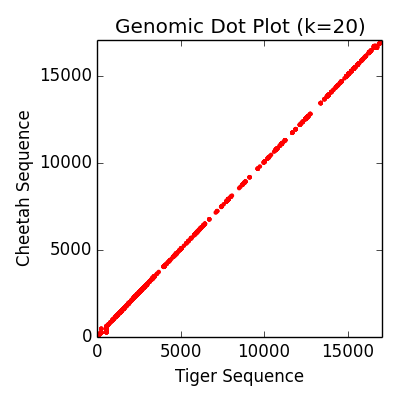 Genomic Dot Plot (k=20)
15000
10000
5000
0
Cheetah Sequence
0 5000 10000 15000
Tiger Sequence